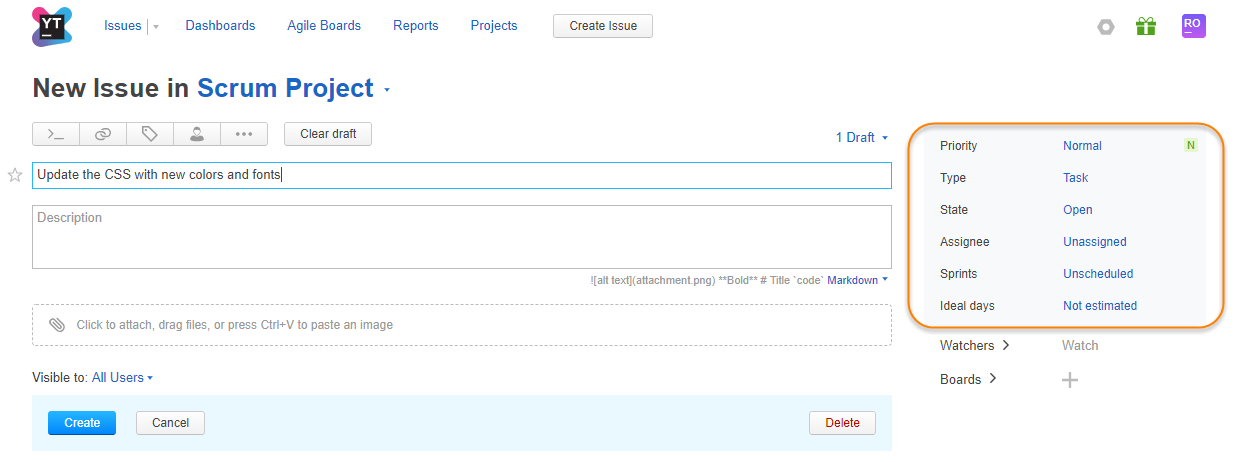 YT Issues Dashboards Agile Boards Reports Projects Create Issue RO
New Issue in Scrum Project
>_ ••• Clear draft 1 Draft
Update the CSS with new colors and fonts
Description
![alt text](attachment.png) **Bold** # Title `code` Markdown
Click to attach, drag files, or press Ctrl+V to paste an image
Visible to: All Users
Create Cancel Delete
Priority Normal N
Type Task
State Open
Assignee Unassigned
Sprints Unscheduled
Ideal days Not estimated
Watchers Watch
Boards